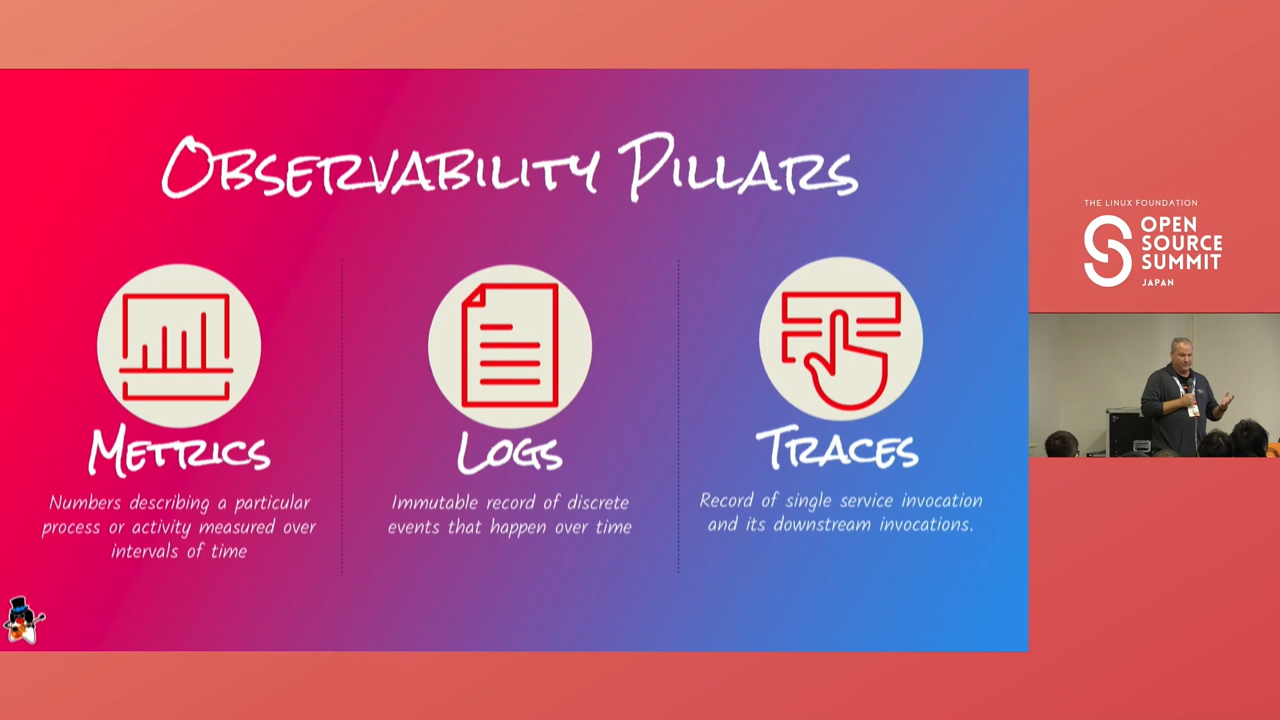 Observability Pillars
Metrics
Numbers describing a particular
process or activity measured over
intervals of time
Logs
Immutable record of discrete
events that happen over time
Traces
Record of single service invocation
and its downstream invocations.
THE LINUX FOUNDATION
OPEN
SOURCE
SUMMIT
JAPAN